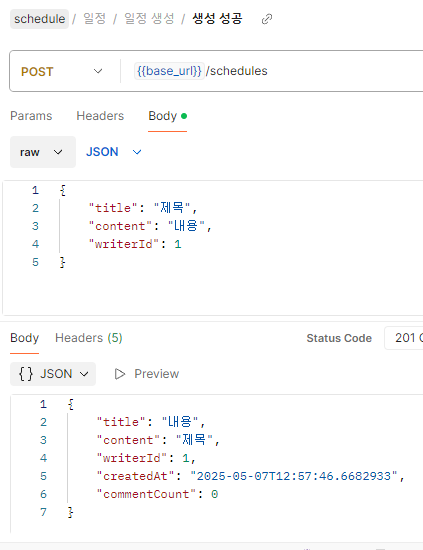 schedule / 일정 / 일정 생성 / 생성 성공
POST {{base_url}} /schedules
Params Headers Body
raw JSON
1 {
2 "title": "제목",
3 "content": "내용",
4 "writerId": 1
5 }
Body Headers (5) Status Code 201
{} JSON Preview
1 {
2 "title": "내용",
3 "content": "제목",
4 "writerId": 1,
5 "createdAt": "2025-05-07T12:57:46.6682933",
6 "commentCount": 0
7 }